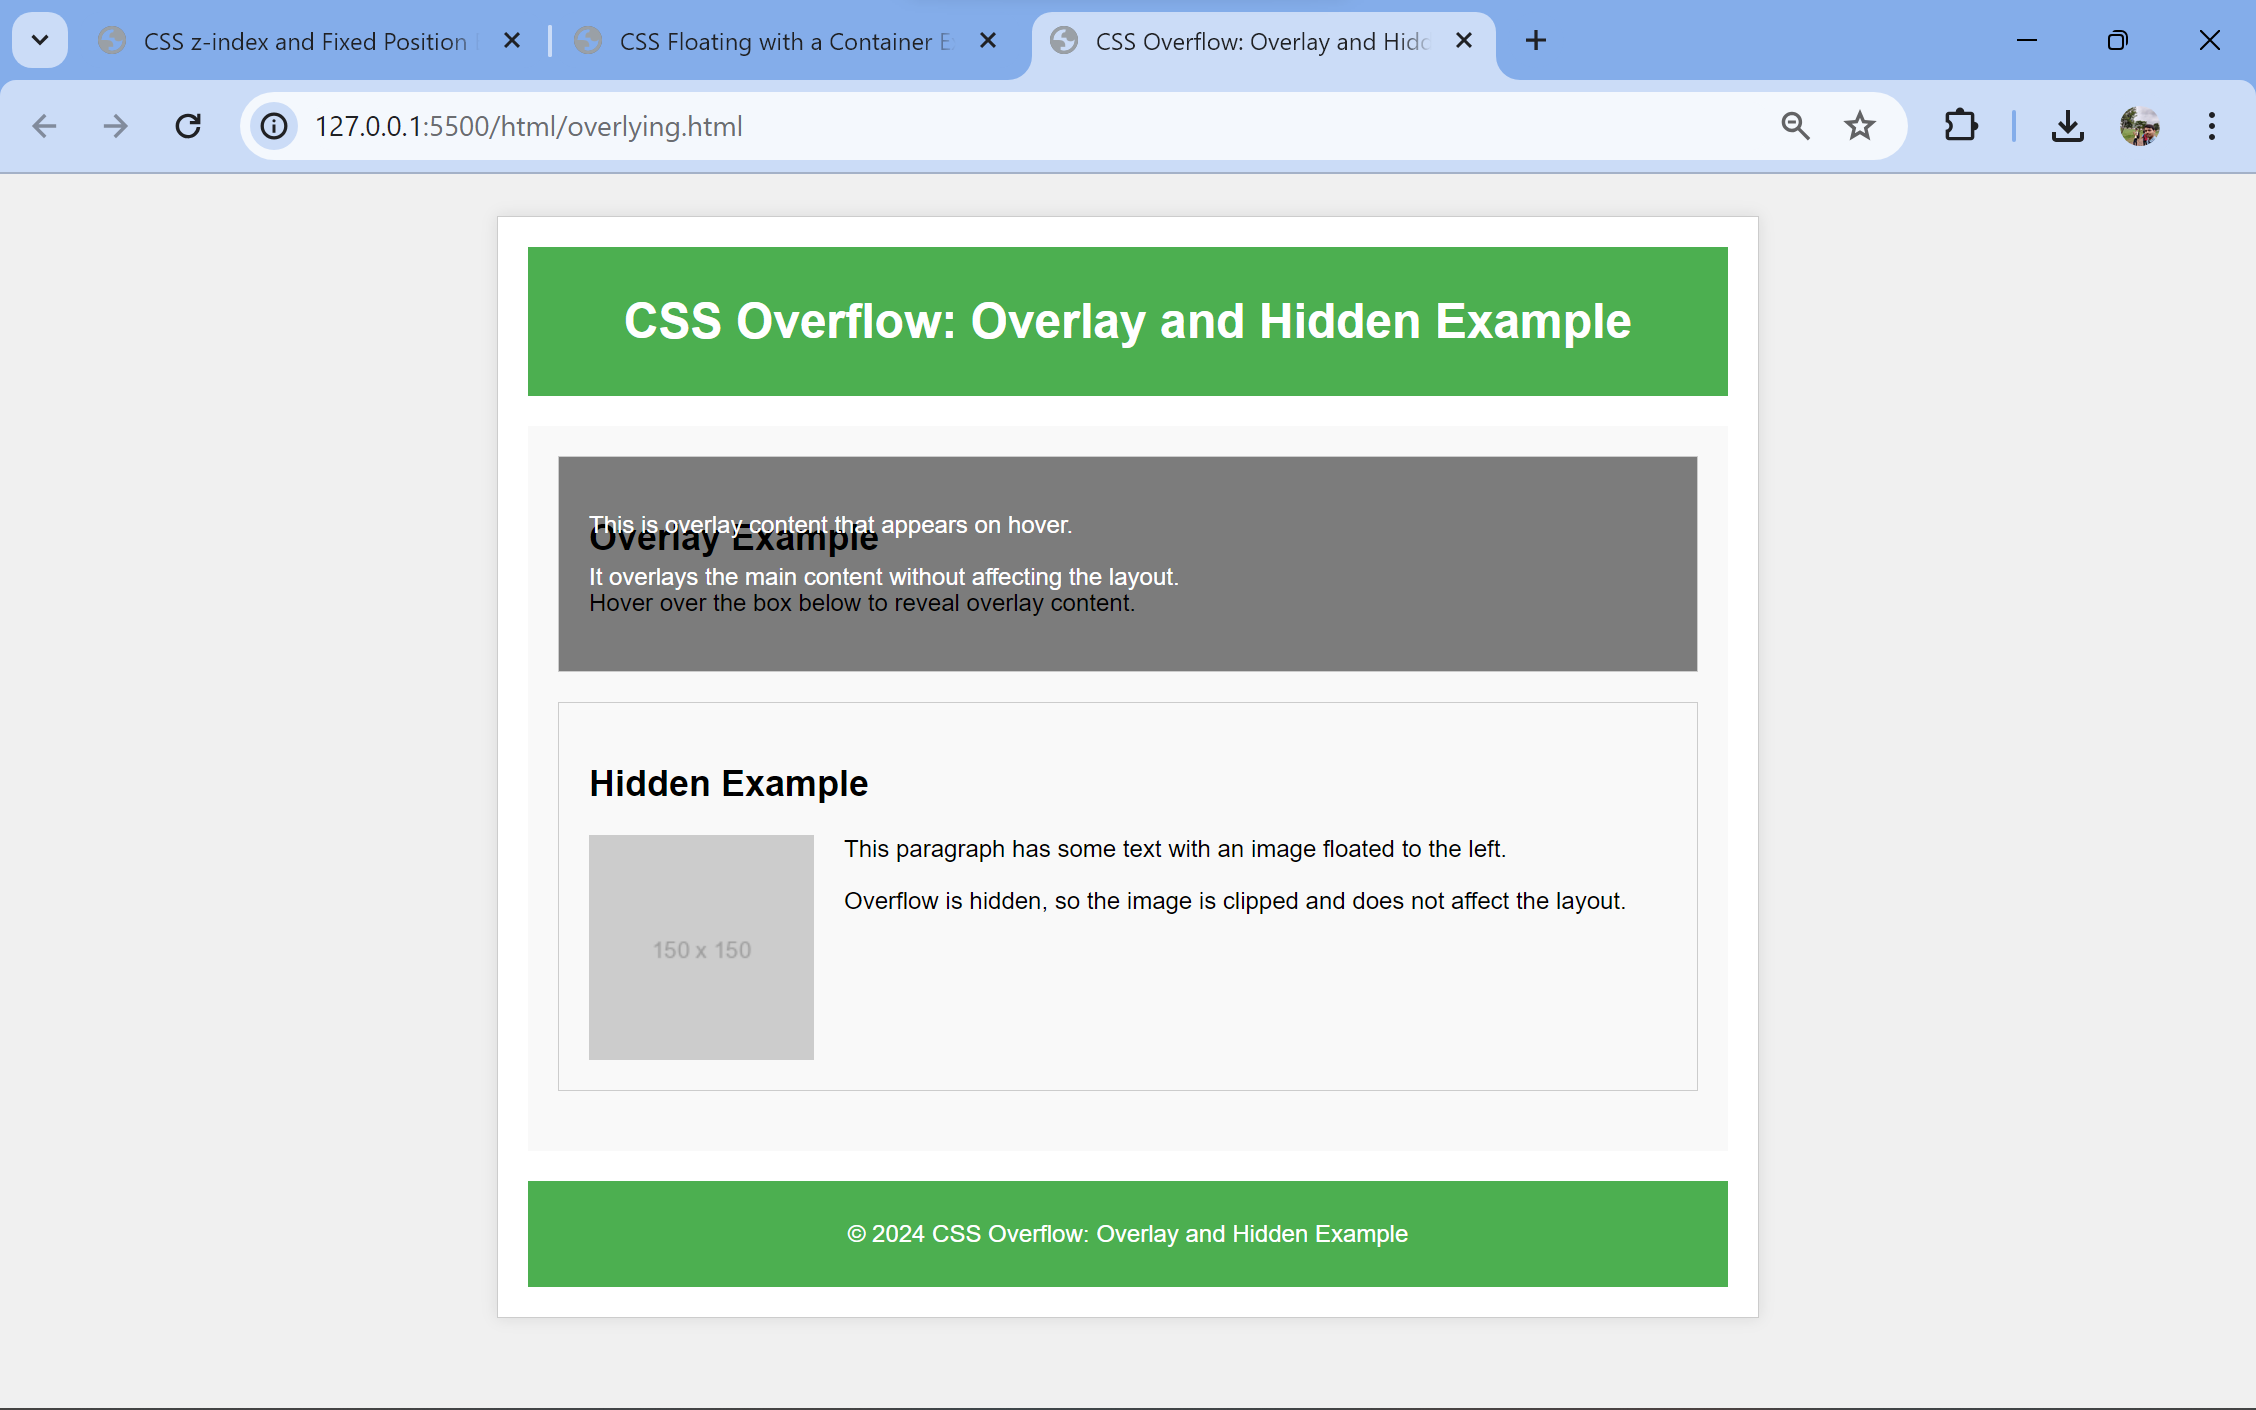 CSS z-index and Fixed Position
CSS Floating with a Container
CSS Overflow: Overlay and Hidd
127.0.0.1:5500/html/overlying.html
CSS Overflow: Overlay and Hidden Example
This is overlay content that appears on hover.
Overlay Example
It overlays the main content without affecting the layout.
Hover over the box below to reveal overlay content.
Hidden Example
This paragraph has some text with an image floated to the left.
Overflow is hidden, so the image is clipped and does not affect the layout.
150 x 150
© 2024 CSS Overflow: Overlay and Hidden Example